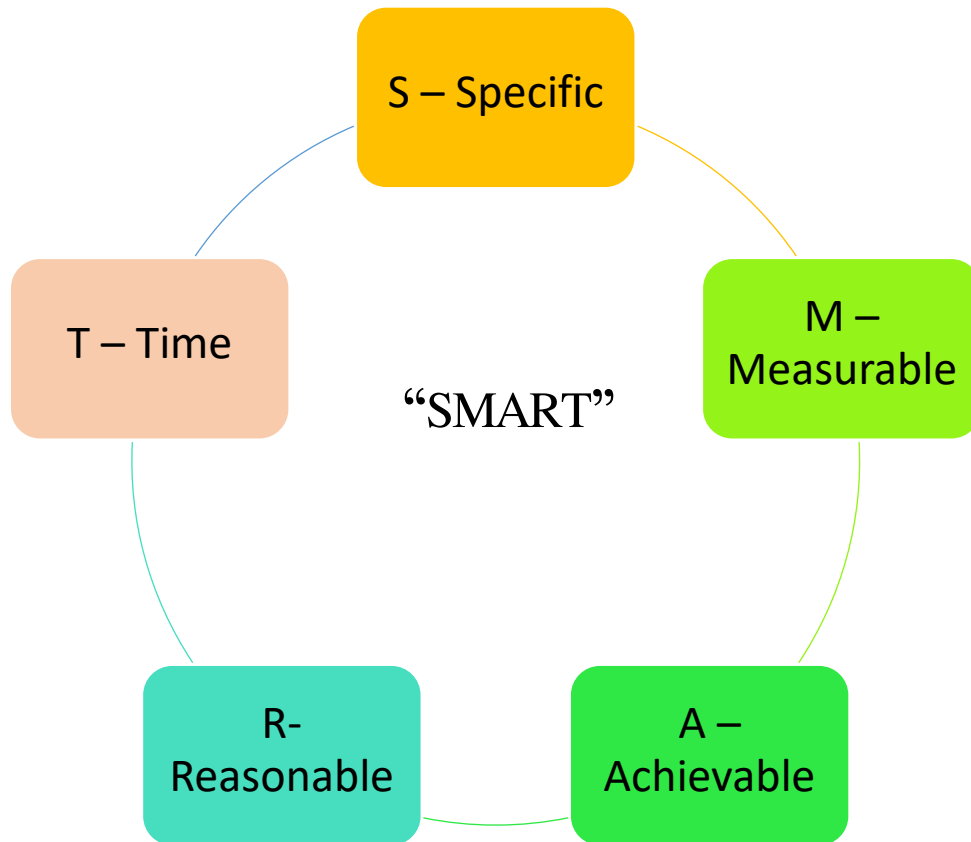 S – Specific
M –
Measurable
A –
Achievable
R-
Reasonable
T – Time
“SMART”